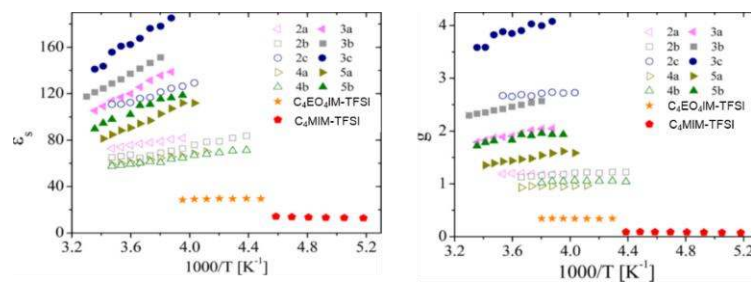 160
120
80
40
0
εs
2a 3a
2b 3b
2c 3c
4a 5a
4b 5b
C4EO4IM-TFSI
C4MIM-TFSI
3.2 3.6 4.0 4.4 4.8 5.2
1000/T [K-1]
4
3
2
1
0
g
2a 3a
2b 3b
2c 3c
4a 5a
4b 5b
C4EO4IM-TFSI
C4MIM-TFSI
3.2 3.6 4.0 4.4 4.8 5.2
1000/T [K-1]